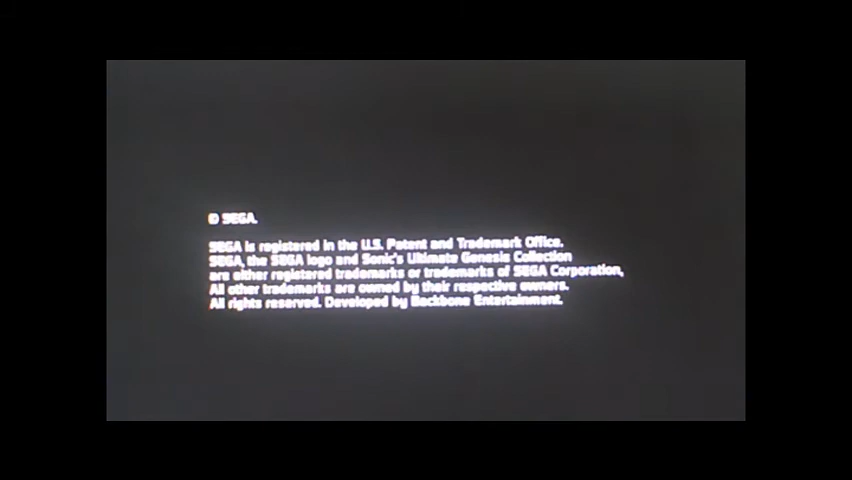 © SEGA.
SEGA is registered in the U.S. Patent and Trademark Office.
SEGA, the SEGA logo and Sonic's Ultimate Genesis Collection
are either registered trademarks or trademarks of SEGA Corporation,
All other trademarks are owned by their respective owners.
All rights reserved. Developed by Backbone Entertainment.